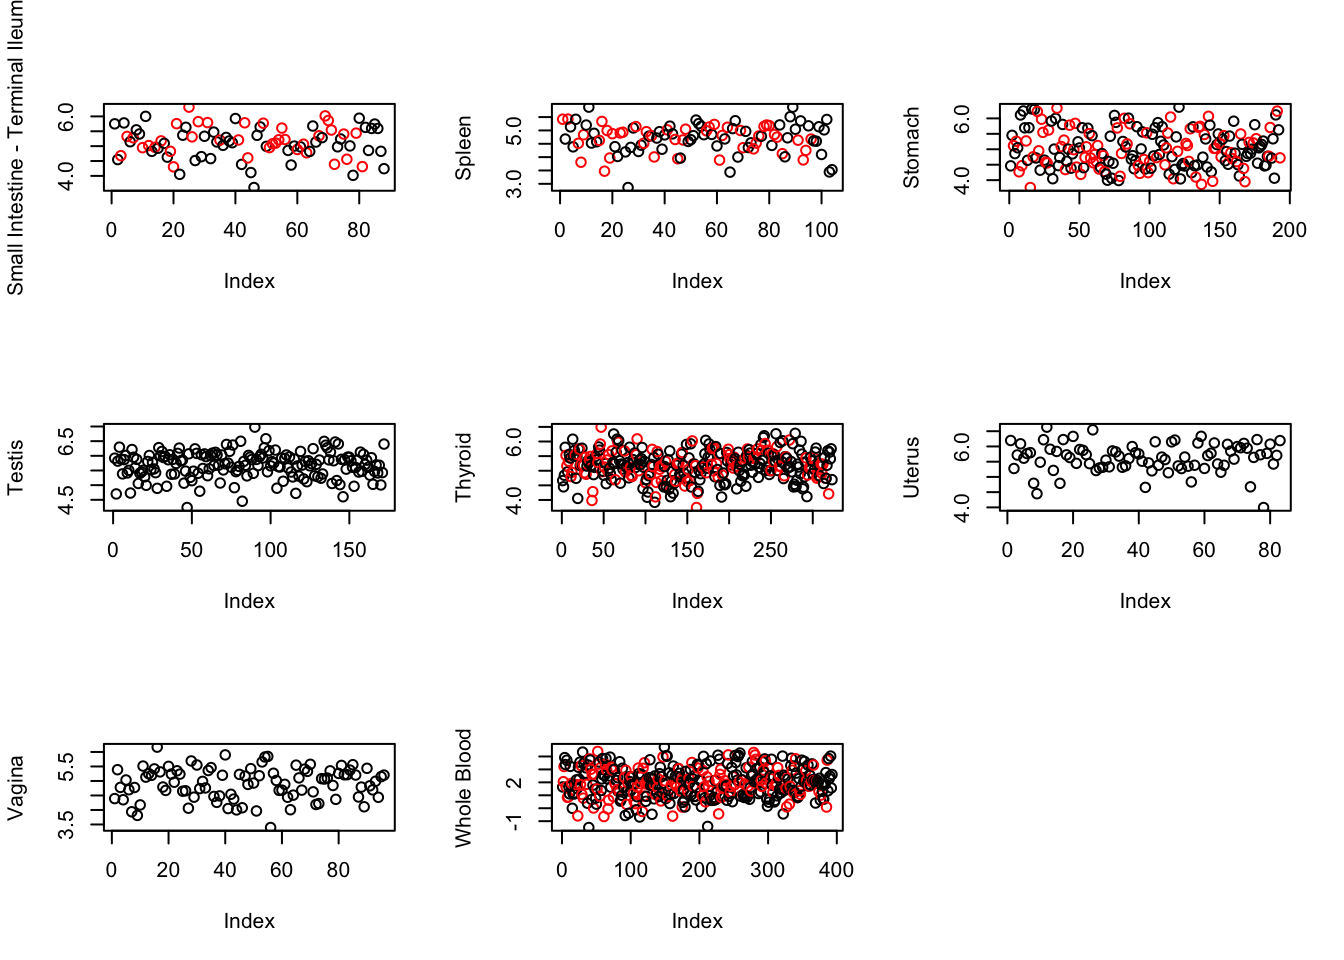 Small Intestine - Terminal Ileum
4.0 6.0
0 20 40 60 80
Index
Spleen
3.0 5.0
0 20 40 60 80 100
Index
Stomach
4.0 6.0
0 50 100 150 200
Index
Testis
4.5 6.5
0 50 100 150
Index
Thyroid
4.0 6.0
0 50 150 250
Index
Uterus
4.0 6.0
0 20 40 60 80
Index
Vagina
3.5 5.5
0 20 40 60 80
Index
Whole Blood
-1 2
0 100 200 300 400
Index